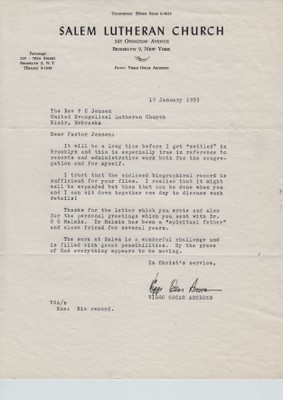 SALEM LUTHERAN CHURCH
345 OVINGTON AVENUE
BROOKLYN 9, NEW YORK
PARSONAGE:
BROOKLYN 9, N. Y.
Pastor VIGGO OSCAR ARONSEN
19 January 1953
The Rev P C Jensen
United Evangelical Lutheran Church
Blair, Nebraska
Dear Pastor Jensen:
It will be a long time before I get "settled" in
Brooklyn and this is especially true in reference to
records and administrative work both for the congre-
gation and for myself.
I trust that the enclosed biographical record is
sufficient for your files. I realize that it might
well be expanded but then that can be done when you
and I can sit down together one day to discuss such
details!
Thanks for the letter which you wrote and also
for the personal greetings which you sent with Dr.
O G Malmin. Dr Malmin has been a "spiritual father"
and close friend for several years.
The work at Salem is a wonderful challenge and
is filled with great possibilities. By the grace
of God everything appears to be moving.
In Christ's service,
VIGGO OSCAR ARONSEN
VOA/s
Enc: Bio record.